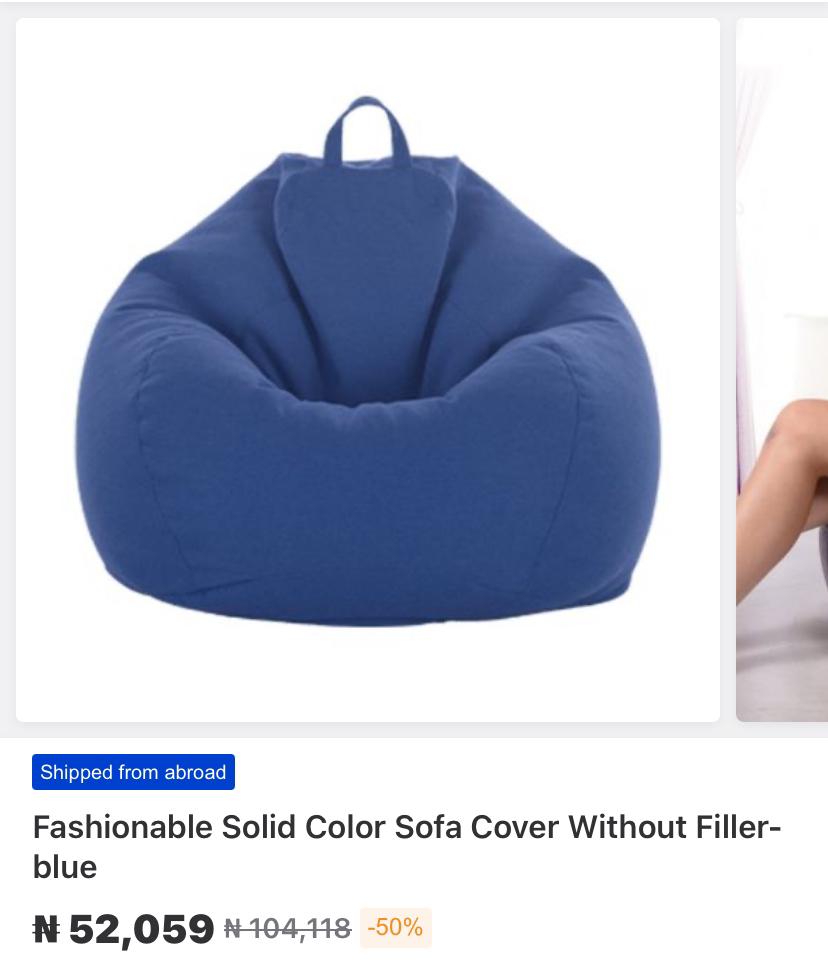 Shipped from abroad
Fashionable Solid Color Sofa Cover Without Filler-
blue
₦ 52,059 ₦ 104,118 -50%